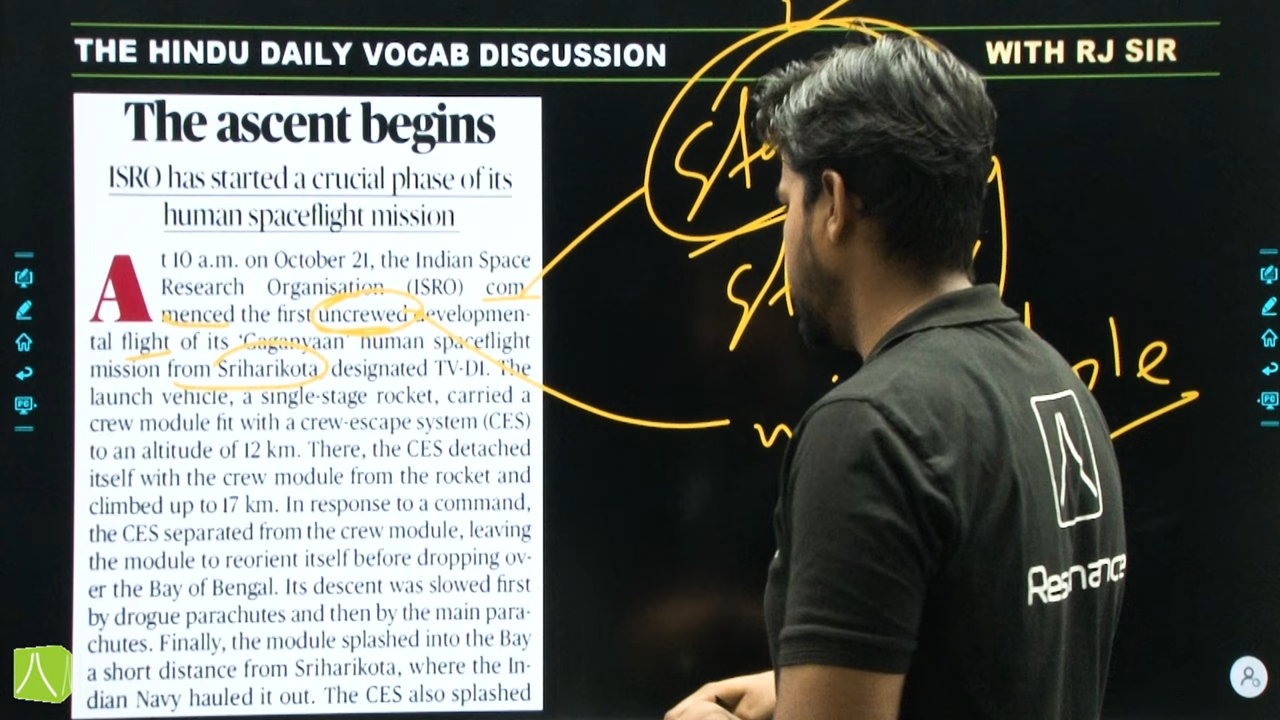 THE HINDU DAILY VOCAB DISCUSSION
WITH RJ SIR
The ascent begins
ISRO has started a crucial phase of its
human spaceflight mission
At 10 a.m. on October 21, the Indian Space
Research Organisation (ISRO) com
menced the first uncrewed developmen-
tal flight of its ‘Gaganyaan’ human spaceflight
mission from Sriharikota designated TV-D1. The
launch vehicle, a single-stage rocket, carried a
crew module fit with a crew-escape system (CES)
to an altitude of 12 km. There, the CES detached
itself with the crew module from the rocket and
climbed up to 17 km. In response to a command,
the CES separated from the crew module, leaving
the module to reorient itself before dropping ov-
er the Bay of Bengal. Its descent was slowed first
by drogue parachutes and then by the main para-
chutes. Finally, the module splashed into the Bay
a short distance from Sriharikota, where the In-
dian Navy hauled it out. The CES also splashed
Resonance
PC
PC